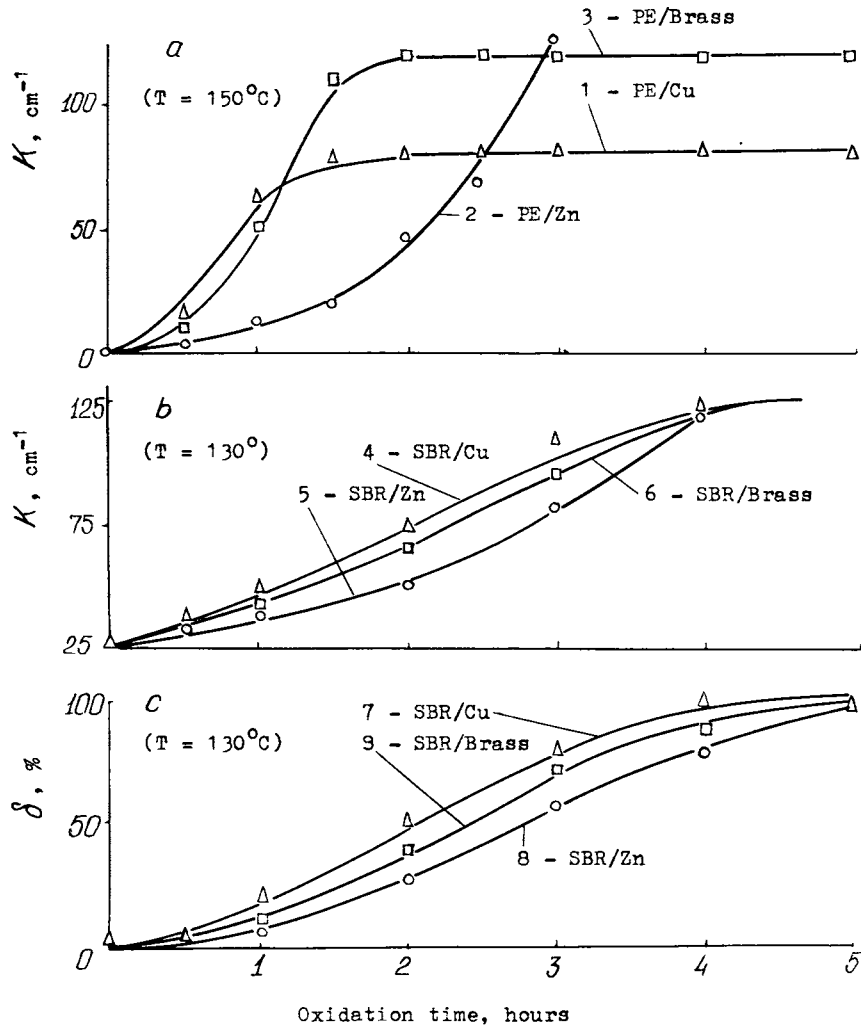 a
3 - PE/Brass
(T = 150°C)
1 - PE/Cu
2 - PE/Zn
K, cm⁻¹
100
50
0
b
(T = 130°)
4 - SBR/Cu
5 - SBR/Zn
6 - SBR/Brass
K, cm⁻¹
125
75
25
c
(T = 130°C)
7 - SBR/Cu
9 - SBR/Brass
8 - SBR/Zn
δ, %
100
50
0
1 2 3 4 5
Oxidation time, hours